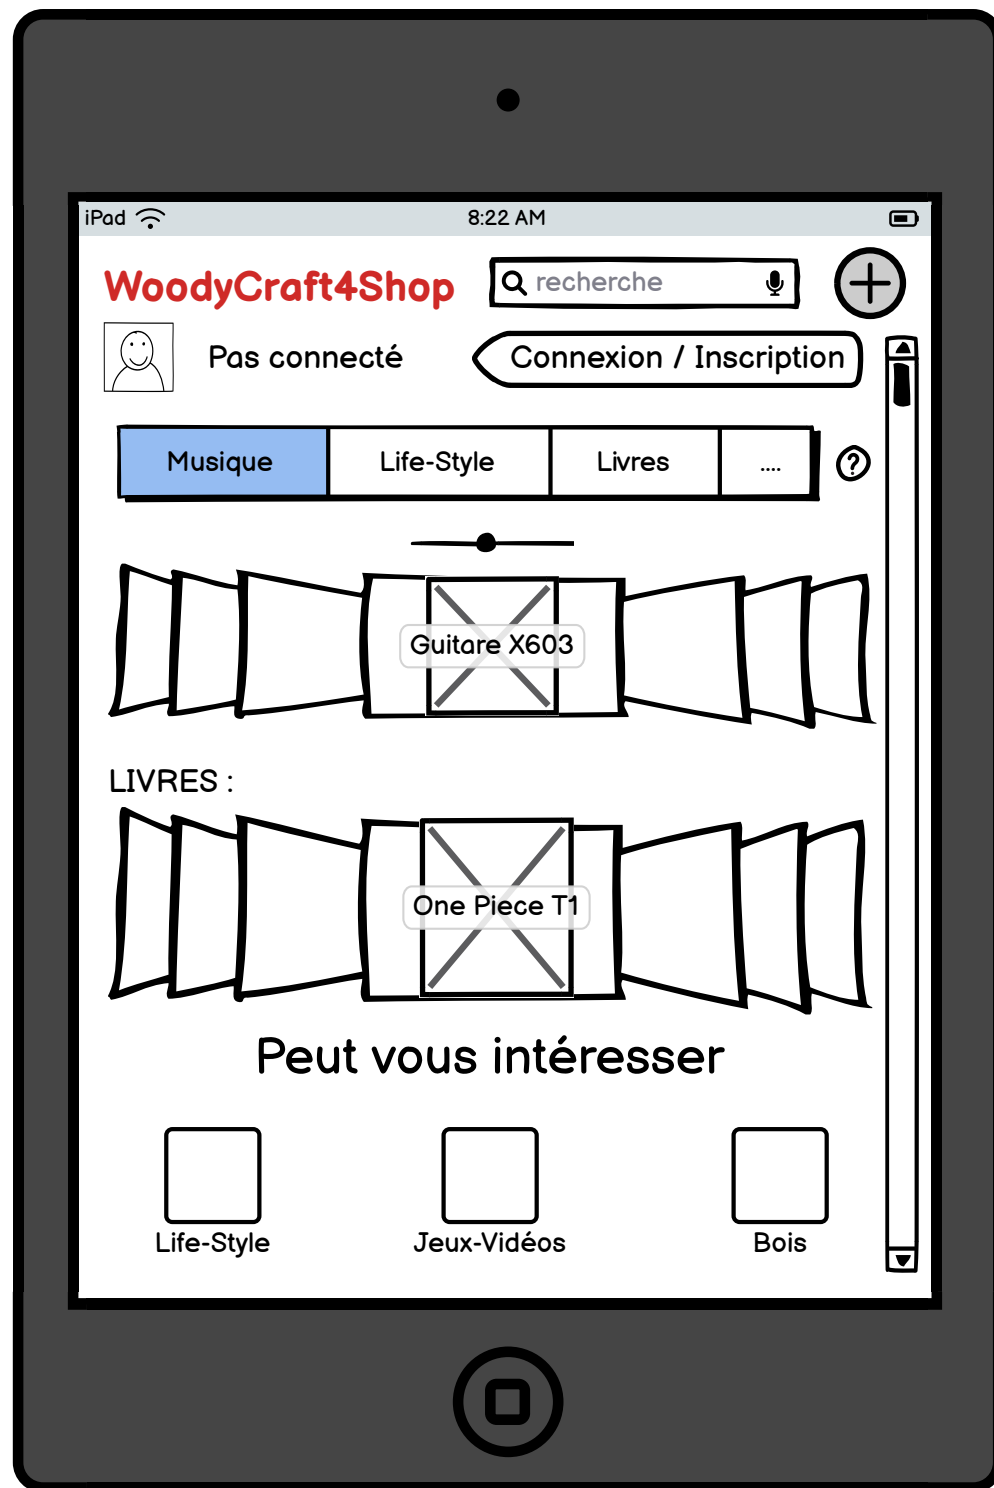 iPad 8:22 AM
WoodyCraft4Shop recherche
Pas connecté Connexion / Inscription
Musique Life-Style Livres .... ?
Guitare X603
LIVRES :
One Piece T1
Peut vous intéresser
Life-Style Jeux-Vidéos Bois